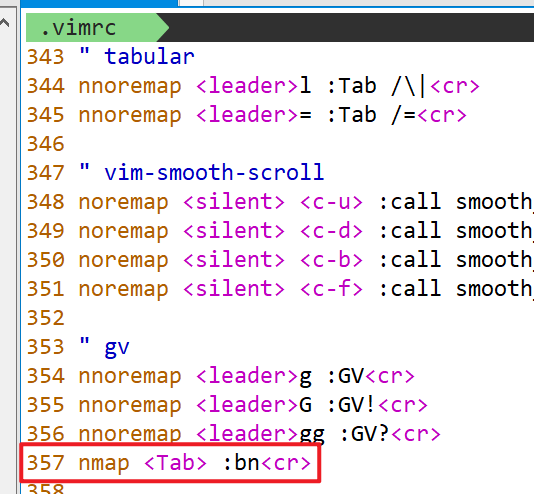 .vimrc
343 " tabular
344 nnoremap <leader>l :Tab /\|<cr>
345 nnoremap <leader>= :Tab /=<cr>
346
347 " vim-smooth-scroll
348 noremap <silent> <c-u> :call smooth_
349 noremap <silent> <c-d> :call smooth_
350 noremap <silent> <c-b> :call smooth_
351 noremap <silent> <c-f> :call smooth_
352
353 " gv
354 nnoremap <leader>g :GV<cr>
355 nnoremap <leader>G :GV!<cr>
356 nnoremap <leader>gg :GV?<cr>
357 nmap <Tab> :bn<cr>
358